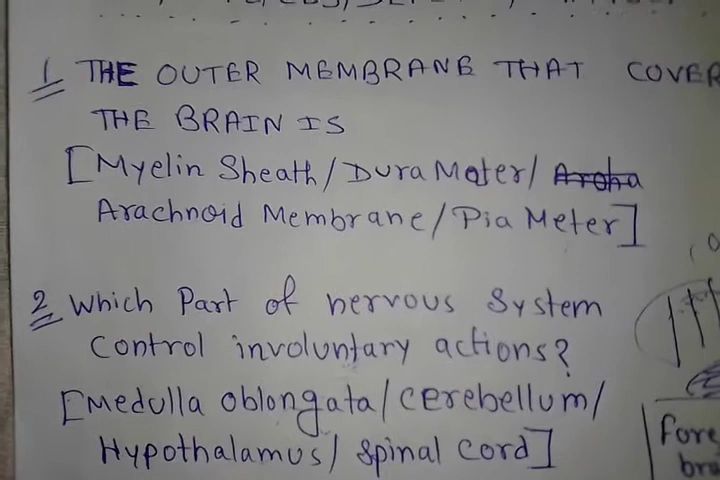 1 THE OUTER MEMBRANE THAT COVER
THE BRAIN IS
[Myelin Sheath/Dura Mater/
Arachnoid Membrane/Pia Meter]
2 Which Part of nervous System
control involuntary actions?
[Medulla oblongata/cerebellum/
Hypothalamus/spinal cord]
Fore
bra